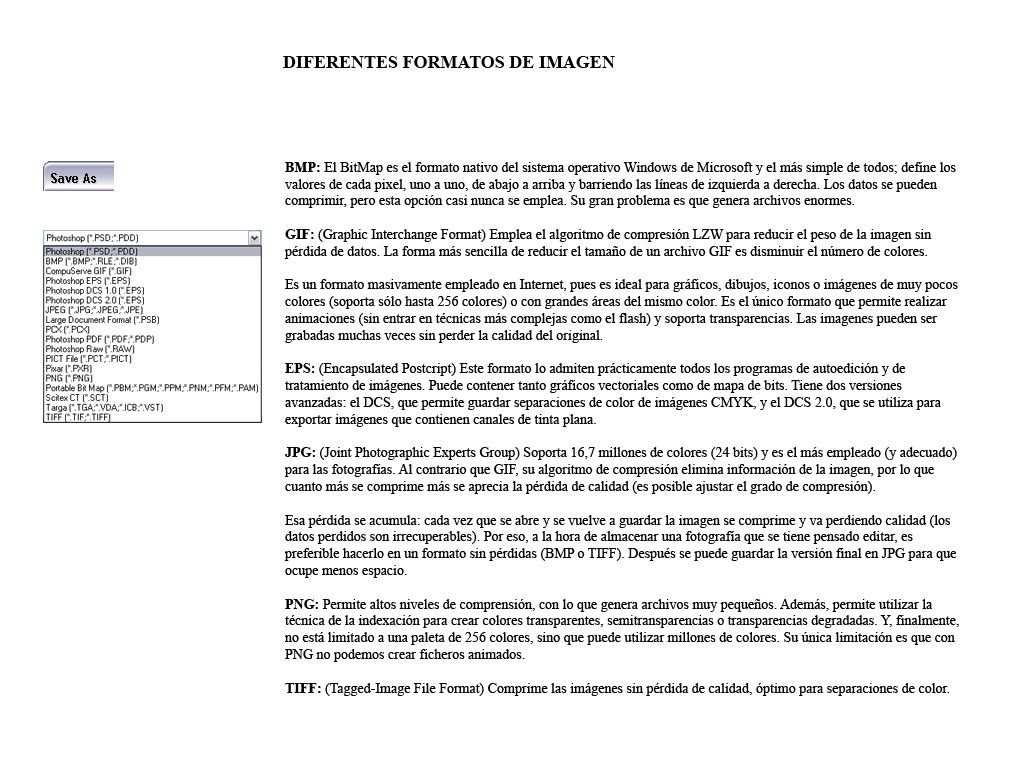 DIFERENTES FORMATOS DE IMAGEN
Save As
Photoshop (*.PSD;*.PDD)
Photoshop (*.PSD;*.PDD)
BMP (*.BMP;*.RLE;*.DIB)
CompuServe GIF (*.GIF)
Photoshop EPS (*.EPS)
Photoshop DCS 1.0 (*.EPS)
Photoshop DCS 2.0 (*.EPS)
JPEG (*.JPG;*.JPEG;*.JPE)
Large Document Format (*.PSB)
PCX (*.PCX)
Photoshop PDF (*.PDF;*.PDP)
Photoshop Raw (*.RAW)
PICT File (*.PCT;*.PICT)
Pixar (*.PXR)
PNG (*.PNG)
Portable Bit Map (*.PBM;*.PGM;*.PPM;*.PNM;*.PFM;*.PAM)
Scitex CT (*.SCT)
Targa (*.TGA;*.VDA;*.ICB;*.VST)
TIFF (*.TIF;*.TIFF)
BMP: El BitMap es el formato nativo del sistema operativo Windows de Microsoft y el más simple de todos; define los
valores de cada pixel, uno a uno, de abajo a arriba y barriendo las líneas de izquierda a derecha. Los datos se pueden
comprimir, pero esta opción casi nunca se emplea. Su gran problema es que genera archivos enormes.
GIF: (Graphic Interchange Format) Emplea el algoritmo de compresión LZW para reducir el peso de la imagen sin
pérdida de datos. La forma más sencilla de reducir el tamaño de un archivo GIF es disminuir el número de colores.
Es un formato masivamente empleado en Internet, pues es ideal para gráficos, dibujos, iconos o imágenes de muy pocos
colores (soporta sólo hasta 256 colores) o con grandes áreas del mismo color. Es el único formato que permite realizar
animaciones (sin entrar en técnicas más complejas como el flash) y soporta transparencias. Las imagenes pueden ser
grabadas muchas veces sin perder la calidad del original.
EPS: (Encapsulated Postcript) Este formato lo admiten prácticamente todos los programas de autoedición y de
tratamiento de imágenes. Puede contener tanto gráficos vectoriales como de mapa de bits. Tiene dos versiones
avanzadas: el DCS, que permite guardar separaciones de color de imágenes CMYK, y el DCS 2.0, que se utiliza para
exportar imágenes que contienen canales de tinta plana.
JPG: (Joint Photographic Experts Group) Soporta 16,7 millones de colores (24 bits) y es el más empleado (y adecuado)
para las fotografías. Al contrario que GIF, su algoritmo de compresión elimina información de la imagen, por lo que
cuanto más se comprime más se aprecia la pérdida de calidad (es posible ajustar el grado de compresión).
Esa pérdida se acumula: cada vez que se abre y se vuelve a guardar la imagen se comprime y va perdiendo calidad (los
datos perdidos son irrecuperables). Por eso, a la hora de almacenar una fotografía que se tiene pensado editar, es
preferible hacerlo en un formato sin pérdidas (BMP o TIFF). Después se puede guardar la versión final en JPG para que
ocupe menos espacio.
PNG: Permite altos niveles de comprensión, con lo que genera archivos muy pequeños. Además, permite utilizar la
técnica de la indexación para crear colores transparentes, semitransparencias o transparencias degradadas. Y, finalmente,
no está limitado a una paleta de 256 colores, sino que puede utilizar millones de colores. Su única limitación es que con
PNG no podemos crear ficheros animados.
TIFF: (Tagged-Image File Format) Comprime las imágenes sin pérdida de calidad, óptimo para separaciones de color.